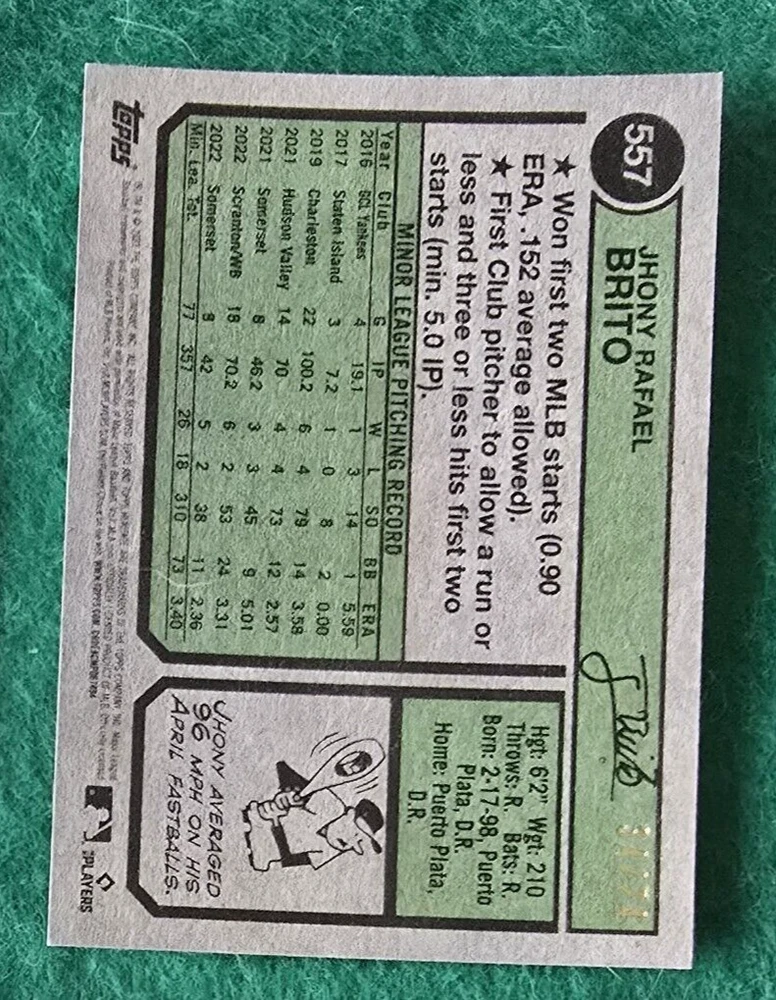 557
JHONY RAFAEL
BRITO
★ Won first two MLB starts (0.90
ERA, .152 average allowed).
★ First Club pitcher to allow a run or
less and three or less hits first two
starts (min. 5.0 IP).
MINOR LEAGUE PITCHING RECORD
Year Club G IP W L SO BB ERA
2016 GCL Yankees 4 19.1 1 3 14 1 5.59
2017 Staten Island 3 7.2 1 0 8 2 0.00
2019 Charleston 22 100.2 6 4 79 14 3.58
2021 Hudson Valley 14 70 4 4 73 12 2.57
2021 Somerset 8 46.2 3 3 45 9 5.01
2022 Scranton/WB 18 70.2 6 2 53 24 3.31
2022 Somerset 8 42 5 2 38 11 2.36
Min. Lea. Tot. 77 357 26 18 310 73 3.40
Hgt: 6'2" Wgt: 210
Throws: R. Bats: R.
Born: 2-17-98, Puerto
Plata, D.R.
Home: Puerto Plata,
D.R.
JHONY AVERAGED
96 MPH ON HIS
APRIL FASTBALLS.
topps
PLAYERS